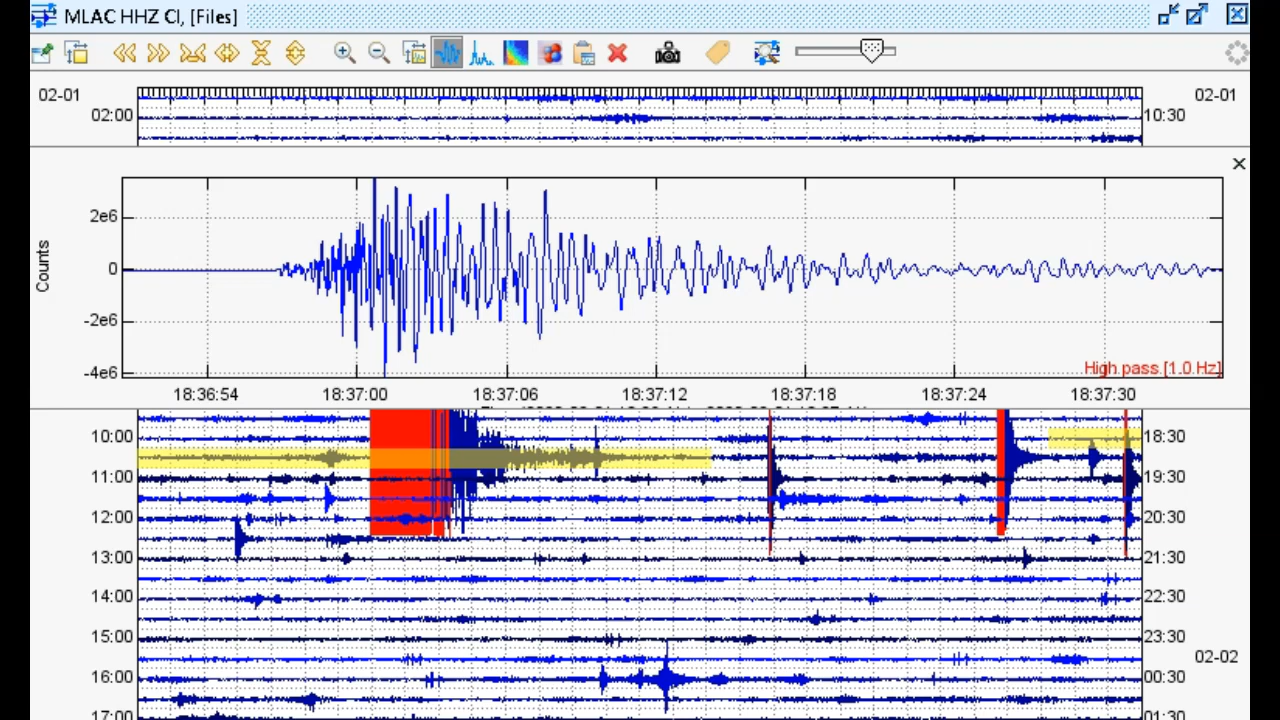 MLAC HHZ CI, [Files]
02-01 02-01
02:00 10:30
Counts
2e6
0
-2e6
-4e6
High pass [1.0 Hz]
18:36:54 18:37:00 18:37:06 18:37:12 18:37:18 18:37:24 18:37:30
10:00 18:30
11:00 19:30
12:00 20:30
13:00 21:30
14:00 22:30
15:00 23:30
02-02
16:00 00:30
17:00 01:30